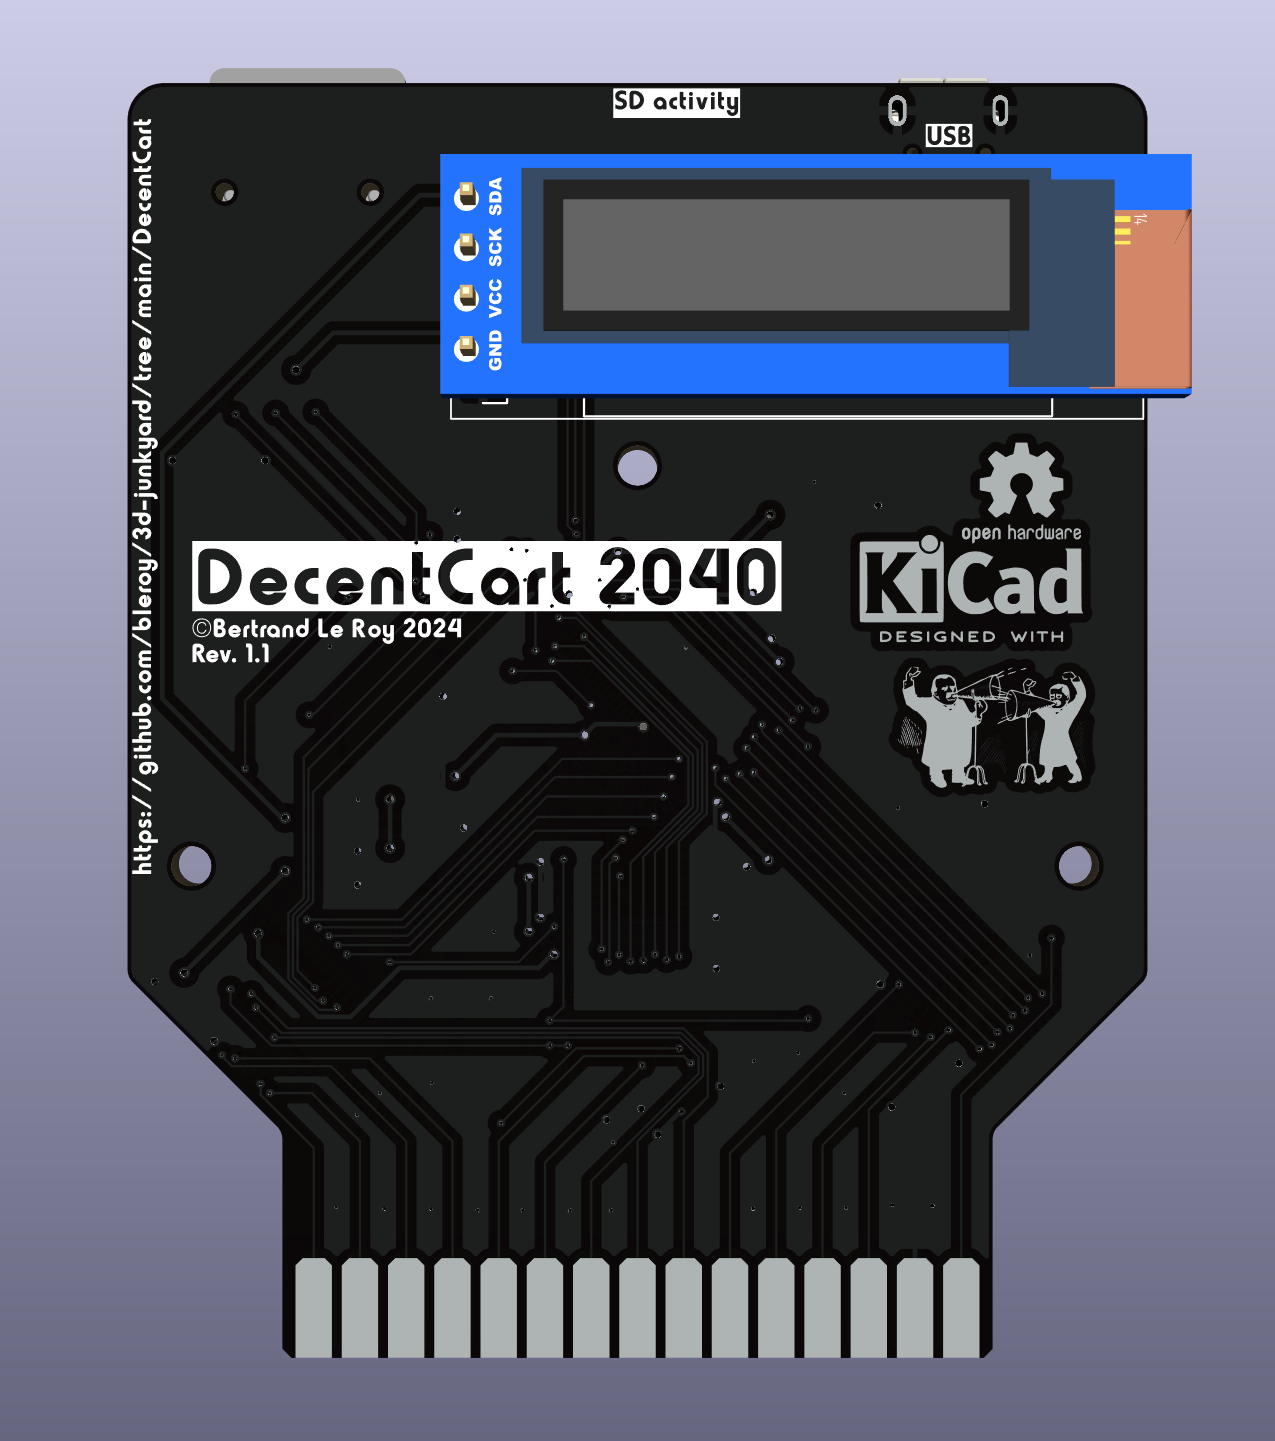 SD activity
USB
SDA
SCK
VCC
GND
14
https://github.com/bleroy/3d-junkyard/tree/main/DecentCart
open hardware
DecentCart 2040
©Bertrand Le Roy 2024
Rev. 1.1
KiCad
DESIGNED WITH